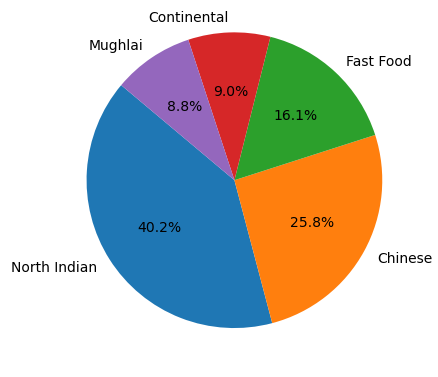 Continental
Mughlai
Fast Food
9.0%
8.8%
16.1%
25.8%
40.2%
Chinese
North Indian